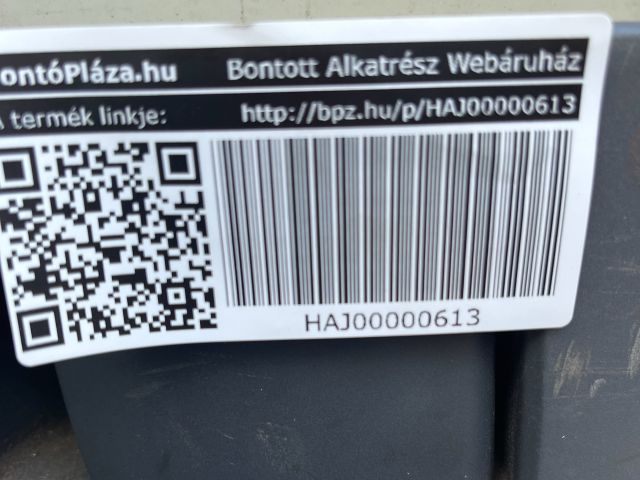 ontóPláza.hu Bontott Alkatrész Webáruház
A termék linkje: http://bpz.hu/p/HAJ00000613
HAJ00000613